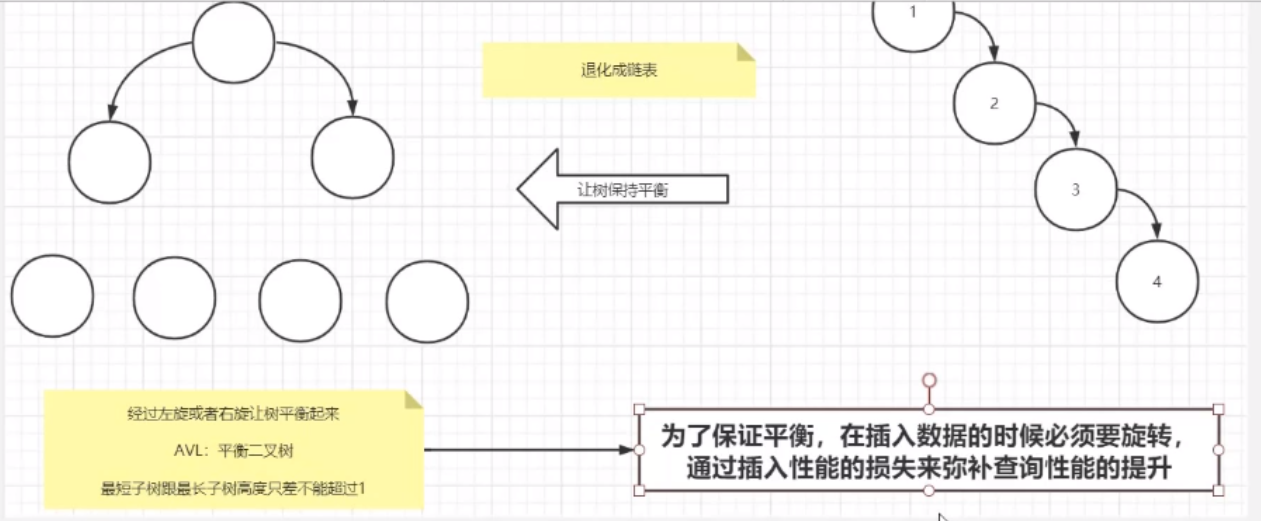 1
退化成链表
2
让树保持平衡
3
4
经过左旋或者右旋让树平衡起来
AVL：平衡二叉树
最短子树跟最长子树高度只差不能超过1
为了保证平衡，在插入数据的时候必须要旋转，
通过插入性能的损失来弥补查询性能的提升